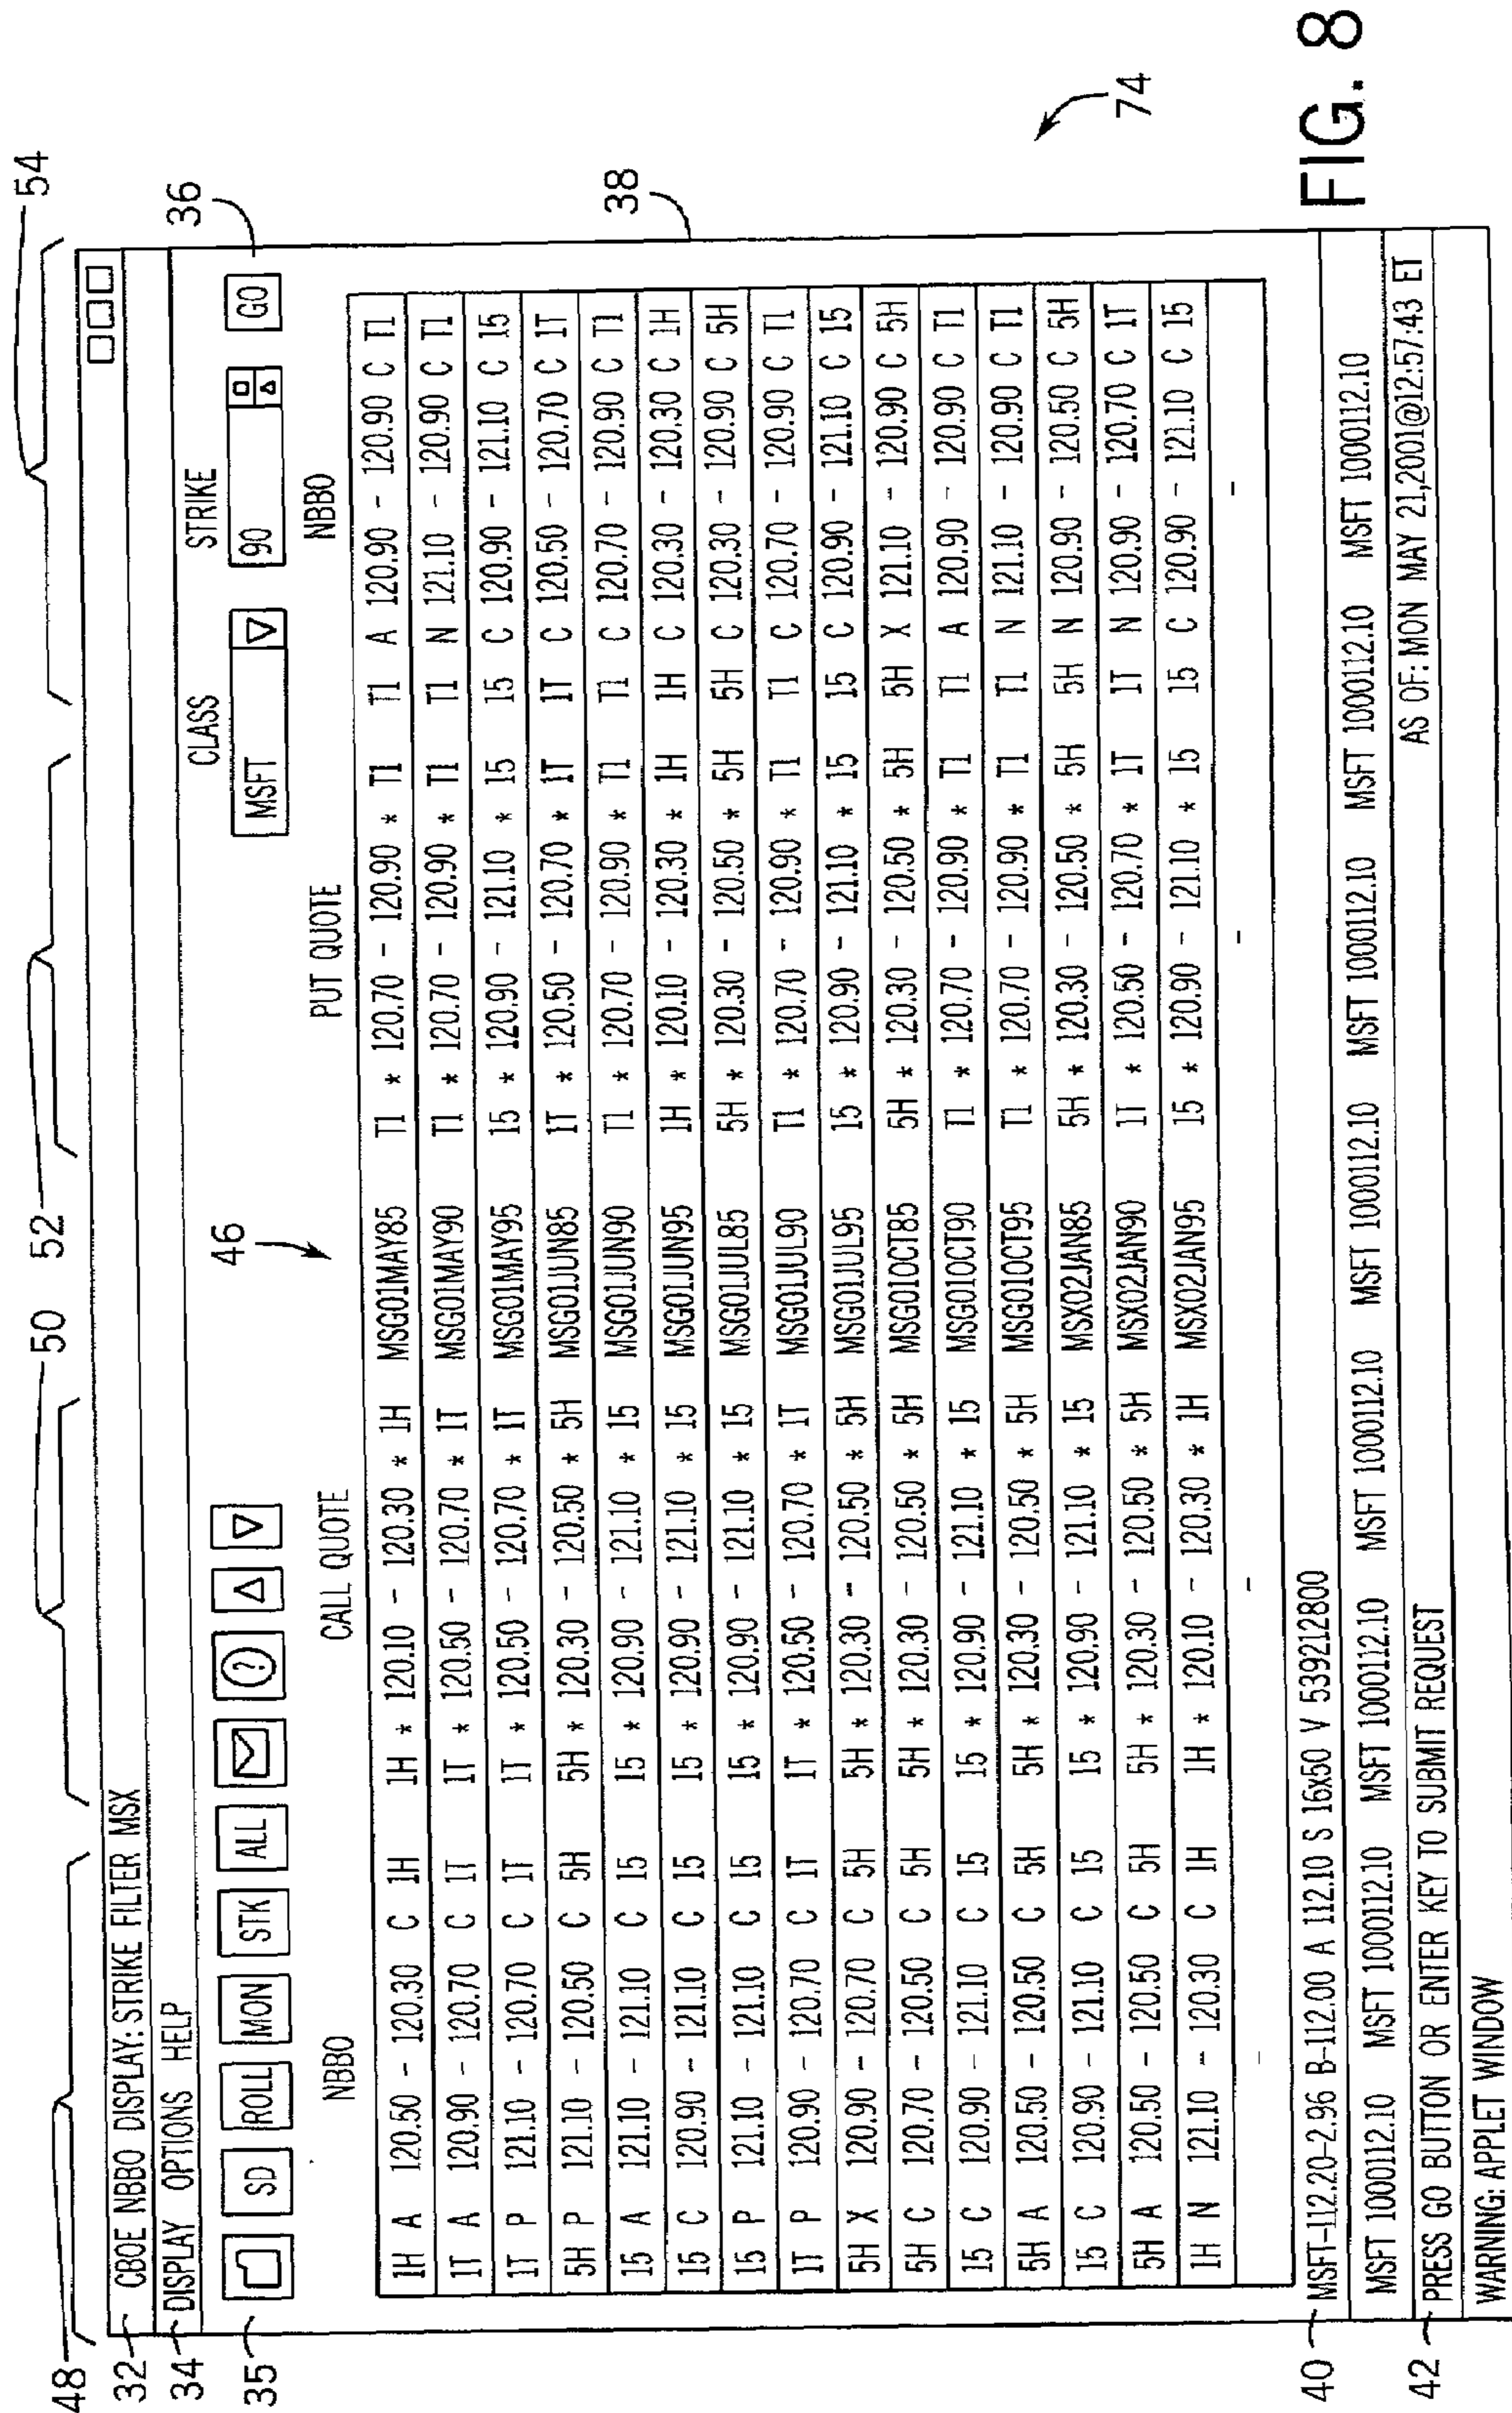 48 50 52 54
32 CBOE NBBO DISPLAY: STRIKE FILTER MSX
34 DISPLAY OPTIONS HELP
35 SD ROLL MON STK ALL ? 46 CLASS MSFT STRIKE 90 GO 36
NBBO CALL QUOTE PUT QUOTE NBBO
1H A 120.50 - 120.30 C 1H 1H * 120.10 - 120.30 * 1H MSG01MAY85 T1 * 120.70 - 120.90 * T1 T1 A 120.90 - 120.90 C T1
1T A 120.90 - 120.70 C 1T 1T * 120.50 - 120.70 * 1T MSG01MAY90 T1 * 120.70 - 120.90 * T1 T1 N 121.10 - 120.90 C T1
1T P 121.10 - 120.70 C 1T 1T * 120.50 - 120.70 * 1T MSG01MAY95 15 * 120.90 - 121.10 * 15 15 C 120.90 - 121.10 C 15
5H P 121.10 - 120.50 C 5H 5H * 120.30 - 120.50 * 5H MSG01JUN85 1T * 120.50 - 120.70 * 1T 1T C 120.50 - 120.70 C 1T
15 A 121.10 - 121.10 C 15 15 * 120.90 - 121.10 * 15 MSG01JUN90 T1 * 120.70 - 120.90 * T1 T1 C 120.70 - 120.90 C T1
15 C 120.90 - 121.10 C 15 15 * 120.90 - 121.10 * 15 MSG01JUN95 1H * 120.10 - 120.30 * 1H 1H C 120.30 - 120.30 C 1H
15 P 121.10 - 121.10 C 15 15 * 120.90 - 121.10 * 15 MSG01JUL85 5H * 120.30 - 120.50 * 5H 5H C 120.30 - 120.90 C 5H
1T P 120.90 - 120.70 C 1T 1T * 120.50 - 120.70 * 1T MSG01JUL90 T1 * 120.70 - 120.90 * T1 T1 C 120.70 - 120.90 C T1
5H X 120.90 - 120.70 C 5H 5H * 120.30 - 120.50 * 5H MSG01JUL95 15 * 120.90 - 121.10 * 15 15 C 120.90 - 121.10 C 15
5H C 120.70 - 120.50 C 5H 5H * 120.30 - 120.50 * 5H MSG01OCT85 5H * 120.30 - 120.50 * 5H 5H X 121.10 - 120.90 C 5H
15 C 120.90 - 121.10 C 15 15 * 120.90 - 121.10 * 15 MSG01OCT90 T1 * 120.70 - 120.90 * T1 T1 A 120.90 - 120.90 C T1
5H A 120.50 - 120.50 C 5H 5H * 120.30 - 120.50 * 5H MSG01OCT95 T1 * 120.70 - 120.90 * T1 T1 N 121.10 - 120.90 C T1
15 C 120.90 - 121.10 C 15 15 * 120.90 - 121.10 * 15 MSX02JAN85 5H * 120.30 - 120.50 * 5H 5H N 120.90 - 120.50 C 5H
5H A 120.50 - 120.50 C 5H 5H * 120.30 - 120.50 * 5H MSX02JAN90 1T * 120.50 - 120.70 * 1T 1T N 120.90 - 120.70 C 1T
1H N 121.10 - 120.30 C 1H 1H * 120.10 - 120.30 * 1H MSX02JAN95 15 * 120.90 - 121.10 * 15 15 C 120.90 - 121.10 C 15
- - - -
38
40 MSFT-112.20-2.96 B-112.00 A 112.10 S 16x50 V 539212800
MSFT 1000112.10 MSFT 1000112.10 MSFT 1000112.10 MSFT 1000112.10 MSFT 1000112.10 MSFT 1000112.10 MSFT 1000112.10 MSFT 1000112.10
42 PRESS GO BUTTON OR ENTER KEY TO SUBMIT REQUEST AS OF: MON MAY 21,2001@12:57:43 ET
WARNING: APPLET WINDOW
74
FIG. 8